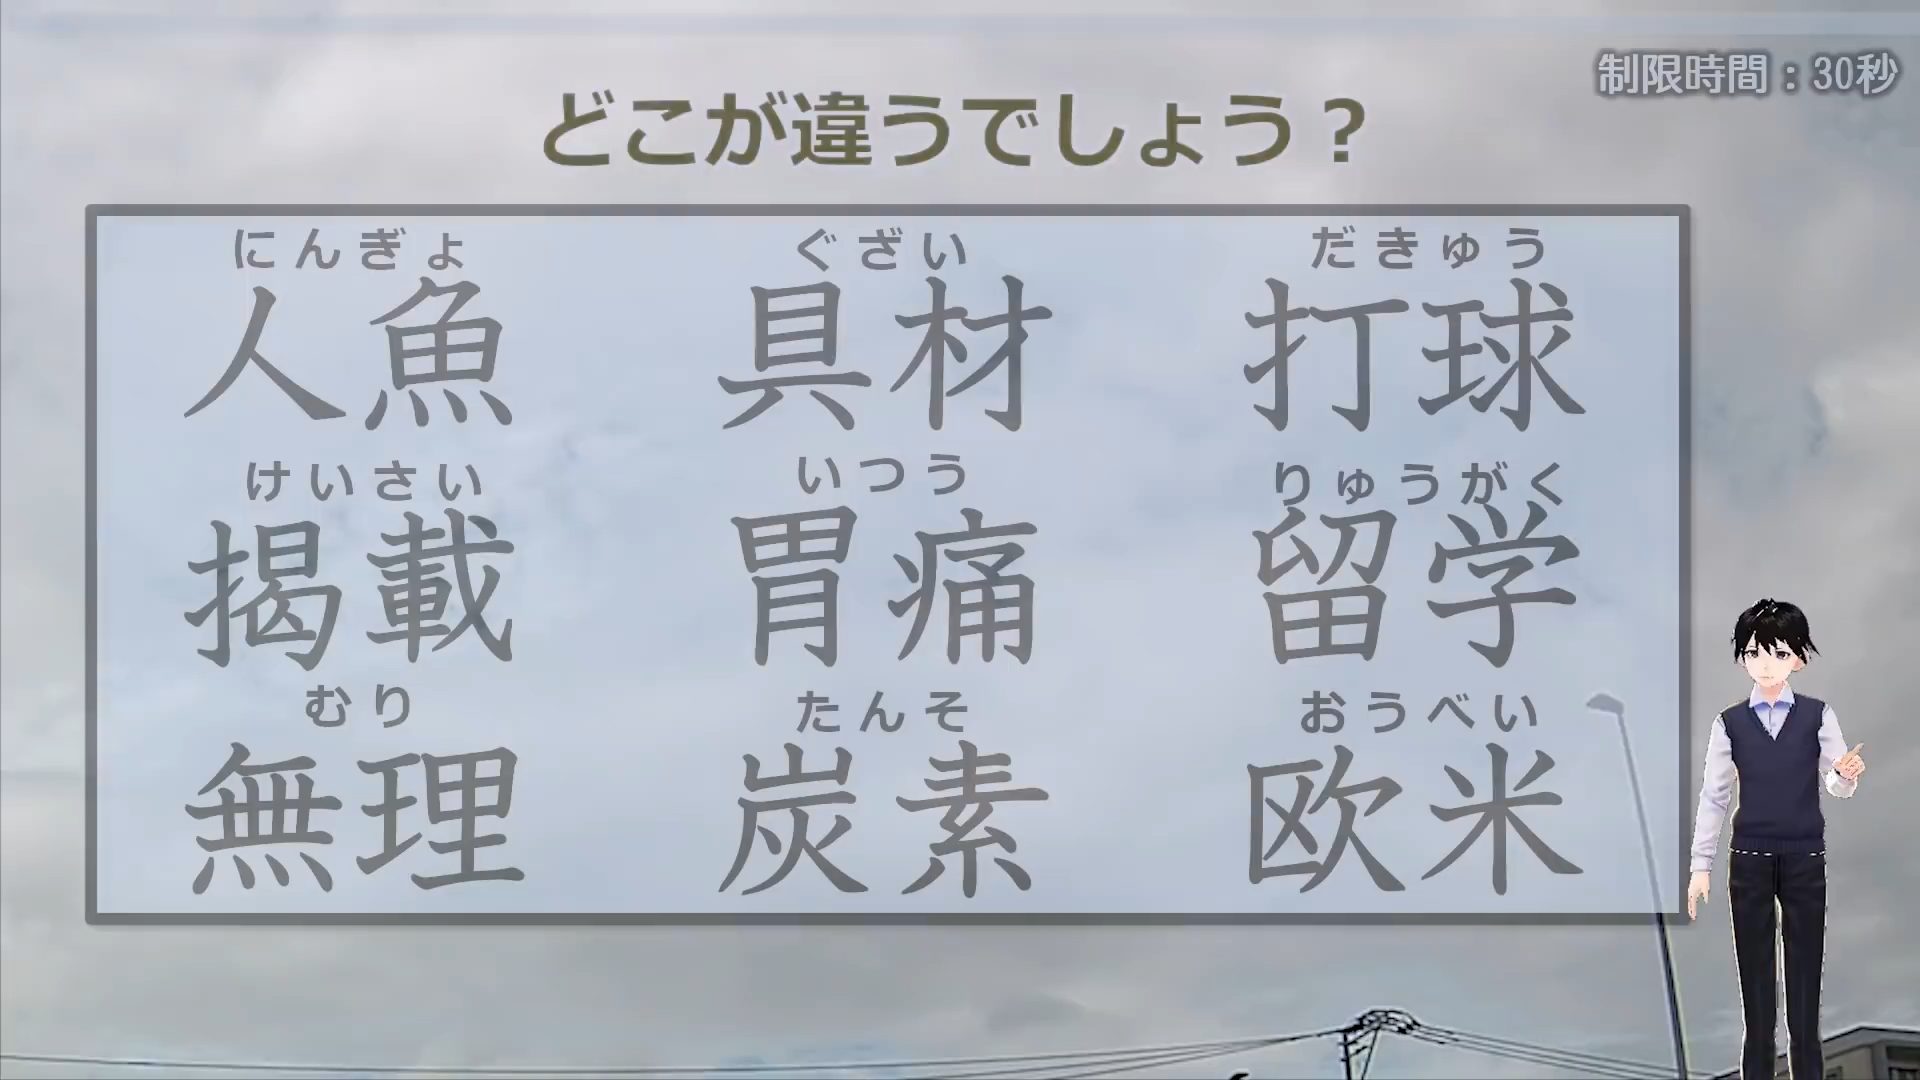 制限時間：30秒
どこが違うでしょう？
にんぎょ ぐざい だきゅう
人魚 具材 打球
けいさい いつう りゅうがく
掲載 胃痛 留学
むり たんそ おうべい
無理 炭素 欧米